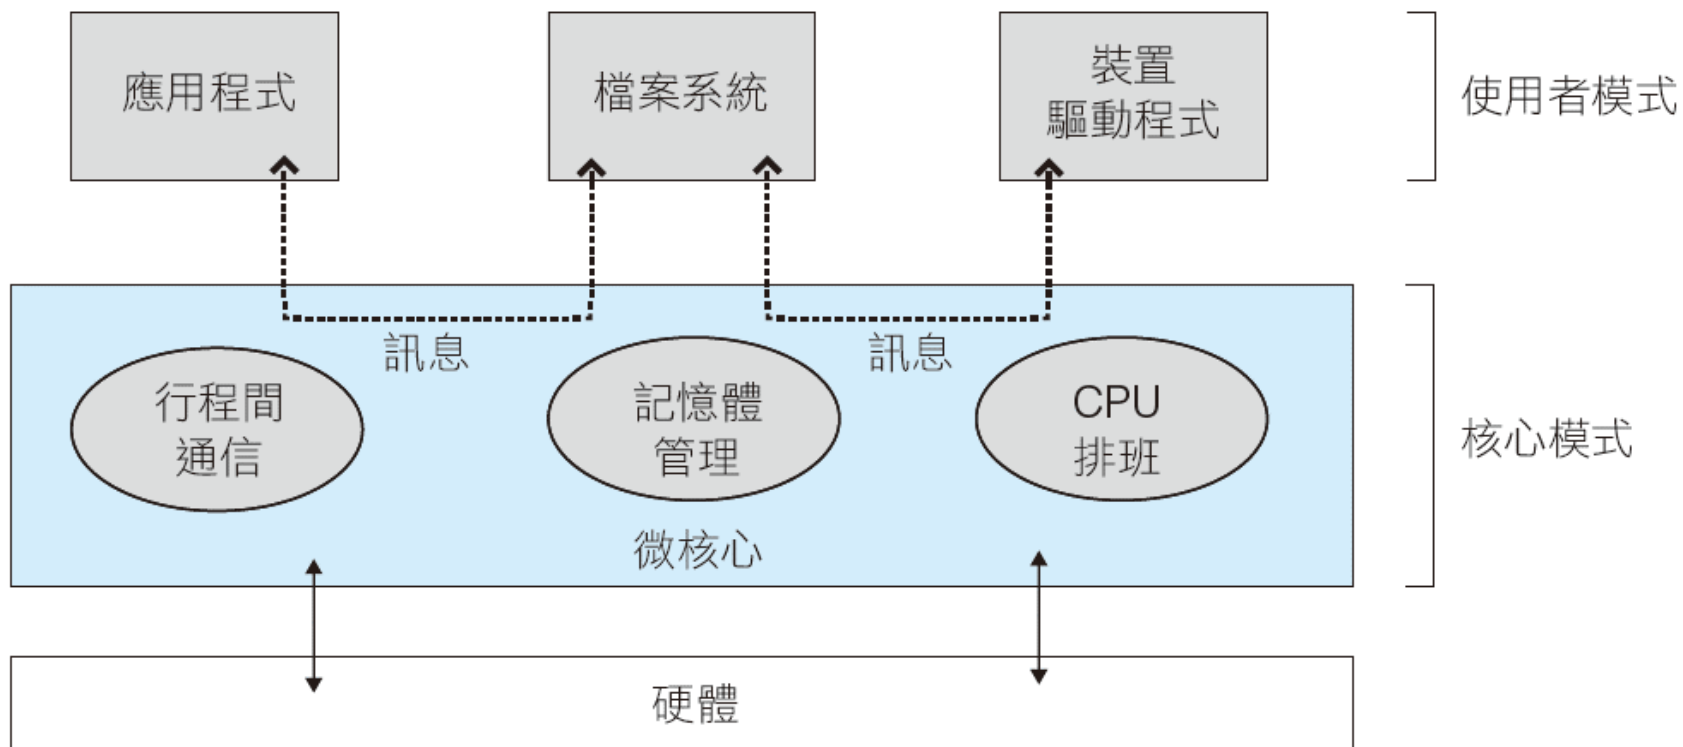 應用程式
檔案系統
裝置
驅動程式
使用者模式
訊息
訊息
行程間
通信
記憶體
管理
CPU
排班
核心模式
微核心
硬體